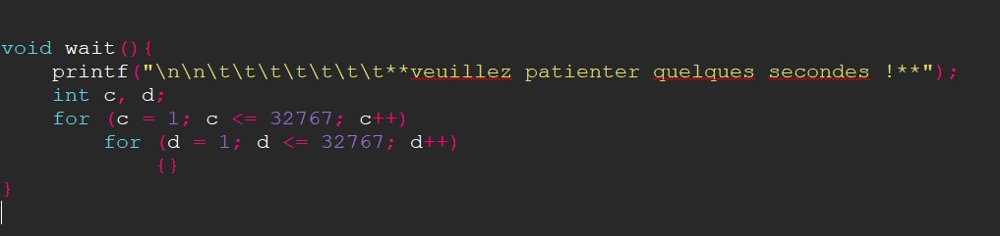 void wait(){
printf("\n\n\t\t\t\t\t\t\t**veuillez patienter quelques secondes !**");
int c, d;
for (c = 1; c <= 32767; c++)
for (d = 1; d <= 32767; d++)
{}
}